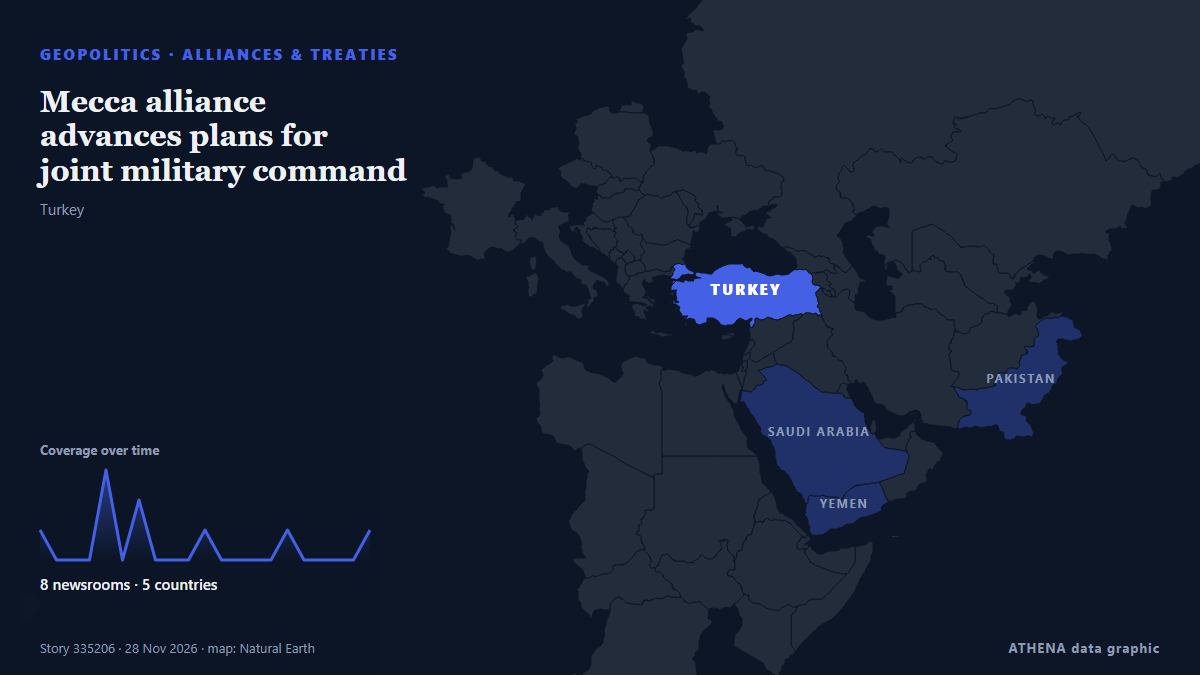 GEOPOLITICS · ALLIANCES & TREATIES
Mecca alliance
advances plans for
joint military command
Turkey
TURKEY
PAKISTAN
SAUDI ARABIA
YEMEN
Coverage over time
8 newsrooms · 5 countries
Story 335206 · 28 Nov 2026 · map: Natural Earth
ATHENA data graphic